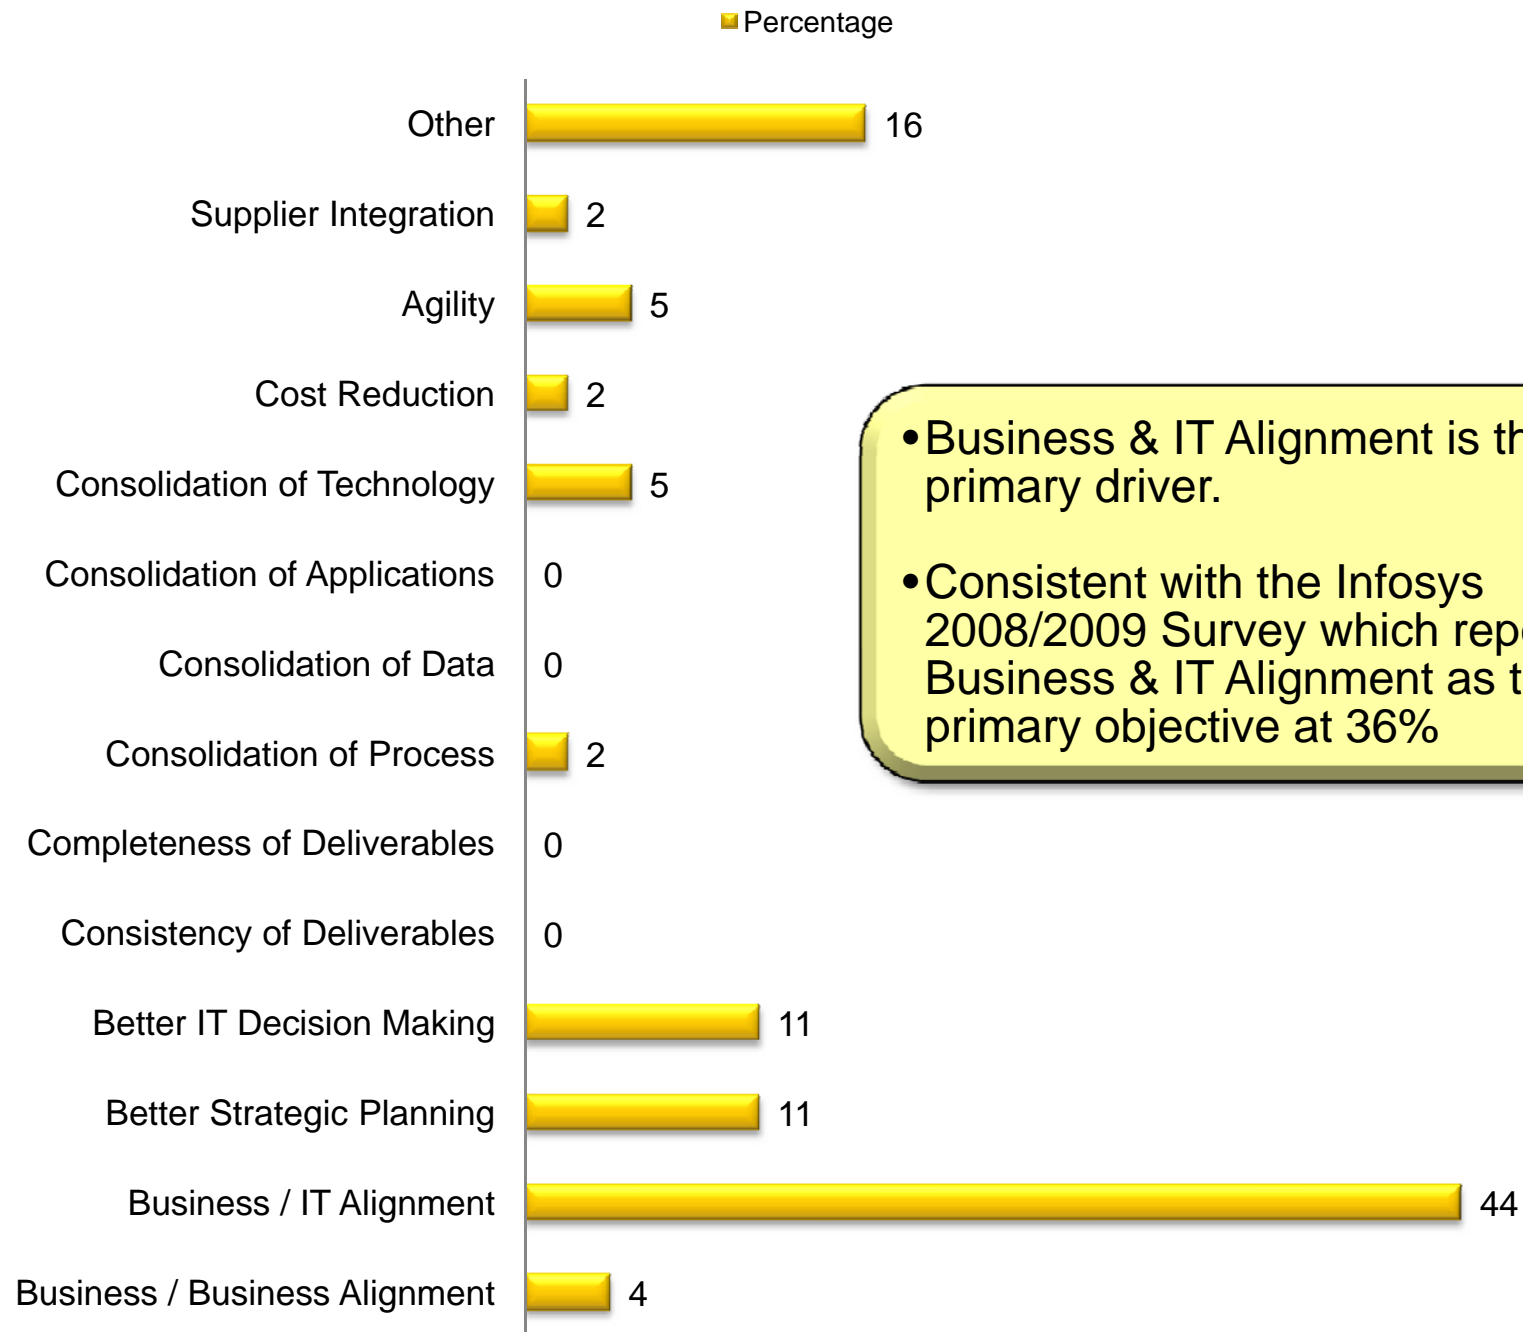 Percentage
Other 16
Supplier Integration 2
Agility 5
Cost Reduction 2
Consolidation of Technology 5
Consolidation of Applications 0
Consolidation of Data 0
Consolidation of Process 2
Completeness of Deliverables 0
Consistency of Deliverables 0
Better IT Decision Making 11
Better Strategic Planning 11
Business / IT Alignment 44
Business / Business Alignment 4
•Business & IT Alignment is
primary driver.
•Consistent with the Infosys
2008/2009 Survey which
Business & IT Alignment as
primary objective at 36%